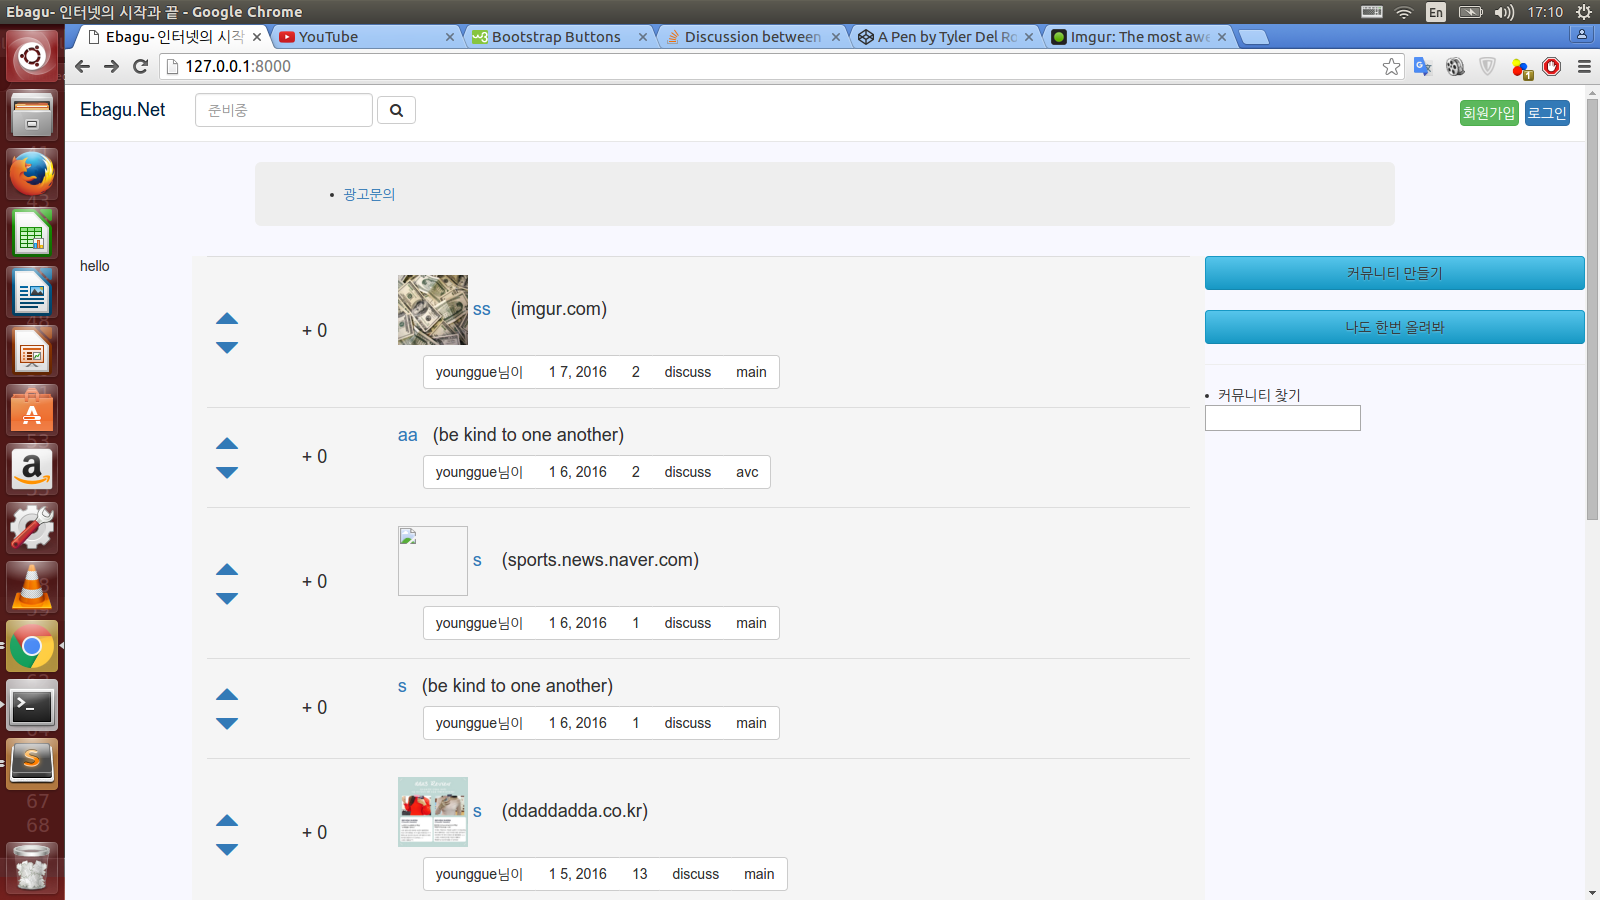 Ebagu- 인터넷의 시작과 끝 - Google Chrome
En
17:10
Ebagu- 인터넷의 시작
YouTube
Bootstrap Buttons
Discussion between
A Pen by Tyler Del Ro
Imgur: The most awe
127.0.0.1:8000
1
Ebagu.Net
준비중
회원가입
로그인
광고문의
hello
커뮤니티 만들기
나도 한번 올려봐
커뮤니티 찾기
ss (imgur.com)
+ 0
younggue님이 1 7, 2016 2 discuss main
aa (be kind to one another)
+ 0
younggue님이 1 6, 2016 2 discuss avc
s (sports.news.naver.com)
+ 0
younggue님이 1 6, 2016 1 discuss main
s (be kind to one another)
+ 0
younggue님이 1 6, 2016 1 discuss main
s (ddaddadda.co.kr)
+ 0
younggue님이 1 5, 2016 13 discuss main
67
68